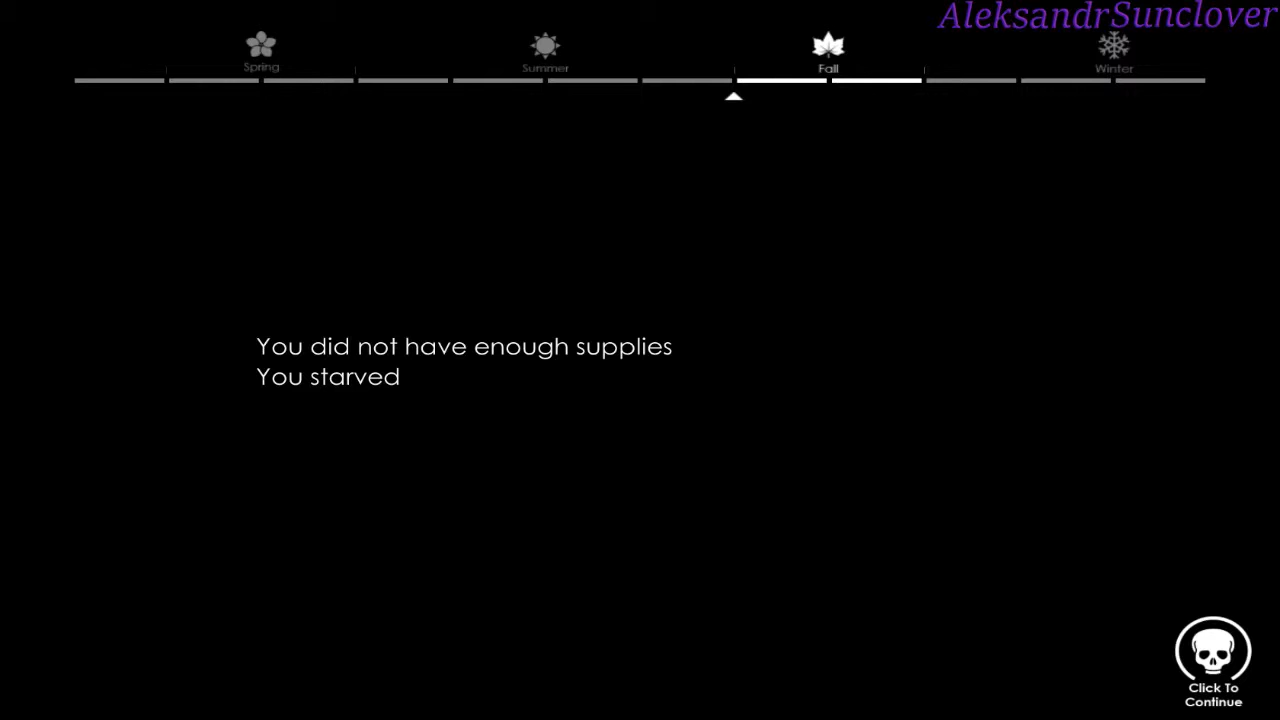 AleksandrSunclover
Spring
Summer
Fall
Winter
You did not have enough supplies
You starved
Click To
Continue